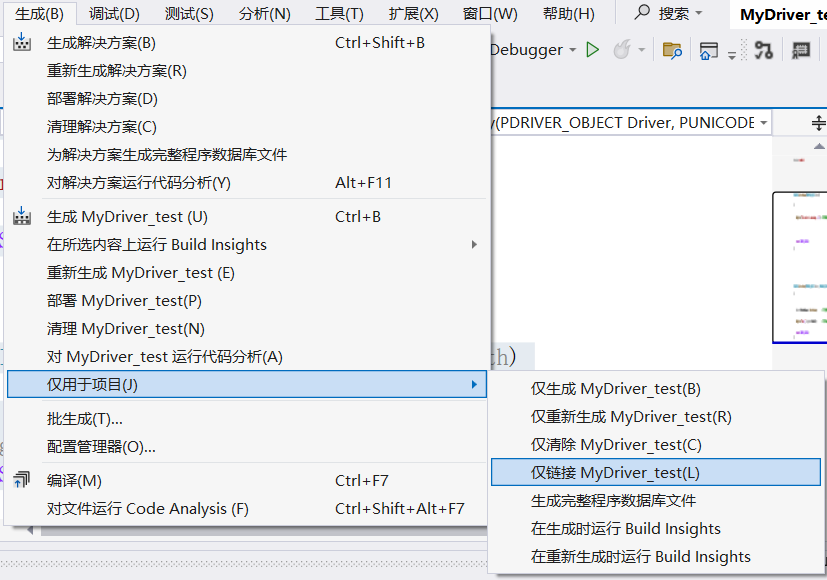 生成(B) 调试(D) 测试(S) 分析(N) 工具(T) 扩展(X) 窗口(W) 帮助(H) 搜索 MyDriver_te
Debugger
(PDRIVER_OBJECT Driver, PUNICODE
生成解决方案(B) Ctrl+Shift+B
重新生成解决方案(R)
部署解决方案(D)
清理解决方案(C)
为解决方案生成完整程序数据库文件
对解决方案运行代码分析(Y) Alt+F11
生成 MyDriver_test (U) Ctrl+B
在所选内容上运行 Build Insights
重新生成 MyDriver_test (E)
部署 MyDriver_test(P)
清理 MyDriver_test(N)
对 MyDriver_test 运行代码分析(A)
th)
仅用于项目(J)
批生成(T)...
配置管理器(O)...
编译(M) Ctrl+F7
对文件运行 Code Analysis (F) Ctrl+Shift+Alt+F7
仅生成 MyDriver_test(B)
仅重新生成 MyDriver_test(R)
仅清除 MyDriver_test(C)
仅链接 MyDriver_test(L)
生成完整程序数据库文件
在生成时运行 Build Insights
在重新生成时运行 Build Insights